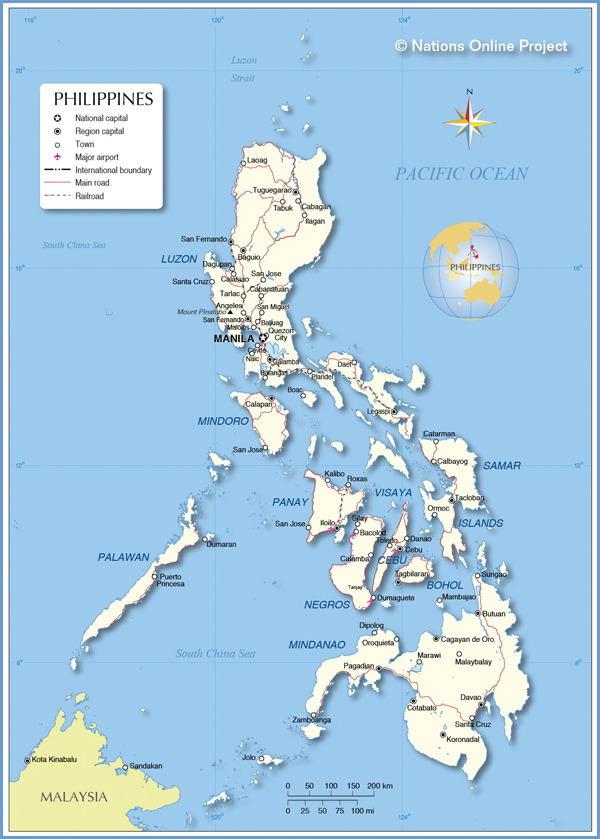 116°
120°
124°
Luzon
Strait
© Nations Online Project
20°
20°
PHILIPPINES
National capital
Region capital
Town
Major airport
International boundary
Main road
Railroad
N
PACIFIC OCEAN
South China Sea
Laoag
Tuguegarao
Cabagan
Tabuk
Ilagan
San Fernando
Baguio
LUZON
Dagupan
Calasiao
16°
16°
Santa Cruz
San Jose
Cabanatuan
Tarlac
Angeles
San Miguel
Mount Pinatubo
San Fernando
Baliuag
Malolos
Quezon
City
MANILA
Cavite
Naic
Calamba
Batangas
Plaridel
Daet
Boac
Calapan
Legaspi
MINDORO
San Jose
Catarman
Calbayog
12°
12°
SAMAR
Kalibo
Roxas
PANAY
VISAYA
Tacloban
Ormoc
ISLANDS
San Jose
Iloilo
Silay
Bacolod
Toledo
Danao
Cebu
CEBU
Calamba
Tagbilaran
BOHOL
Surigao
Dumaran
PALAWAN
Puerto
Princesa
Tanjay
NEGROS
Dumaguete
Mambajao
Butuan
Dipolog
Oroquieta
MINDANAO
Cagayan de Oro.
Marawi
Malaybalay
South China Sea
8°
8°
Pagadian
Zamboanga
Cotabato
Davao
Santa Cruz
Koronadal
Jolo
Kota Kinabalu
Sandakan
MALAYSIA
0 50 100 150 200 km
0 25 50 75 100 mi
120°
124°
PHILIPPINES